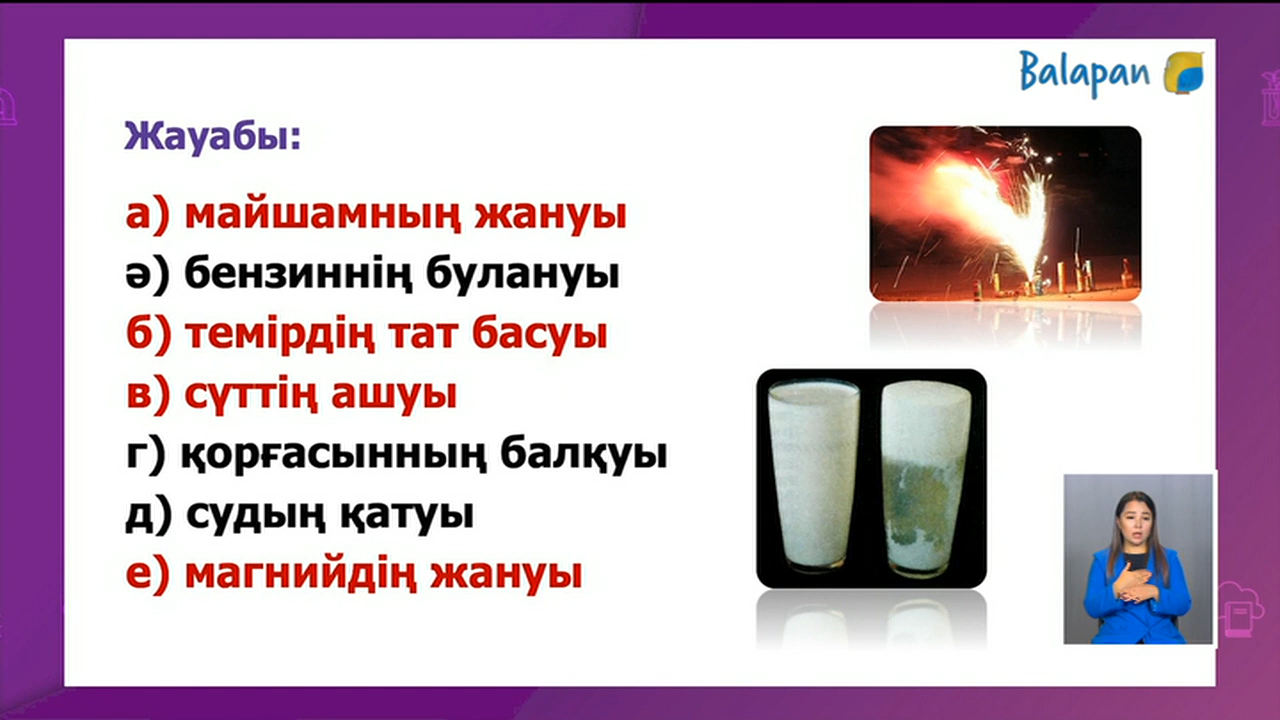 Balapan
Жауабы:
а) майшамның жануы
ә) бензиннің булануы
б) темірдің тат басуы
в) сүттің ашуы
г) қорғасынның балқуы
д) судың қатуы
е) магнийдің жануы